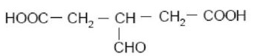 HOOC – CH₂ – CH – CH₂ –COOH
CHO